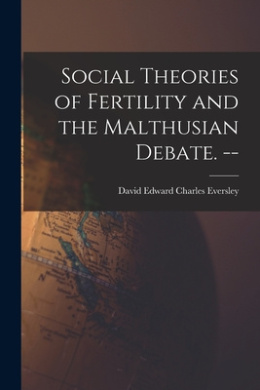 Social Theories
of Fertility and
the Malthusian
Debate. --
David Edward Charles Eversley